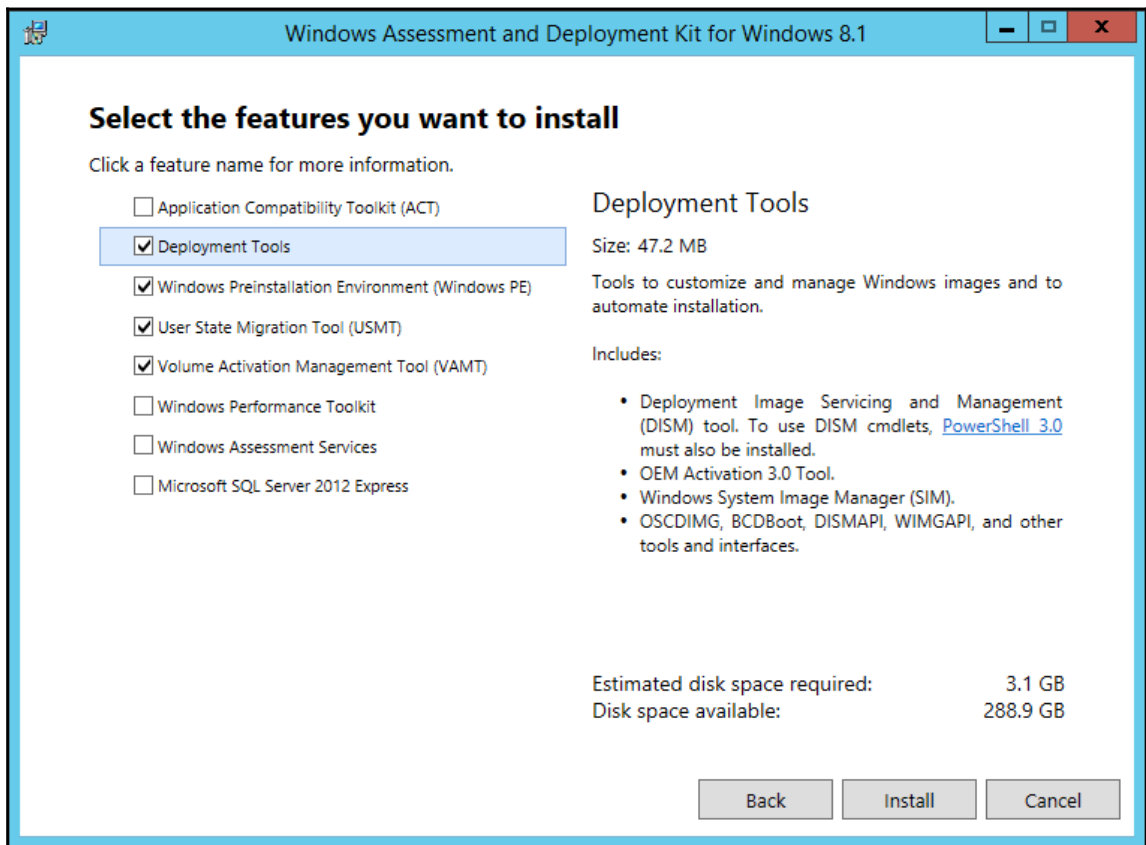 Windows Assessment and Deployment Kit for Windows 8.1
Select the features you want to install
Click a feature name for more information.
Application Compatibility Toolkit (ACT)
Deployment Tools
Windows Preinstallation Environment (Windows PE)
User State Migration Tool (USMT)
Volume Activation Management Tool (VAMT)
Windows Performance Toolkit
Windows Assessment Services
Microsoft SQL Server 2012 Express
Deployment Tools
Size: 47.2 MB
Tools to customize and manage Windows images and to
automate installation.
Includes:
• Deployment Image Servicing and Management
(DISM) tool. To use DISM cmdlets, PowerShell 3.0
must also be installed.
• OEM Activation 3.0 Tool.
• Windows System Image Manager (SIM).
• OSCDIMG, BCDBoot, DISMAPI, WIMGAPI, and other
tools and interfaces.
Estimated disk space required: 3.1 GB
Disk space available: 288.9 GB
Back Install Cancel